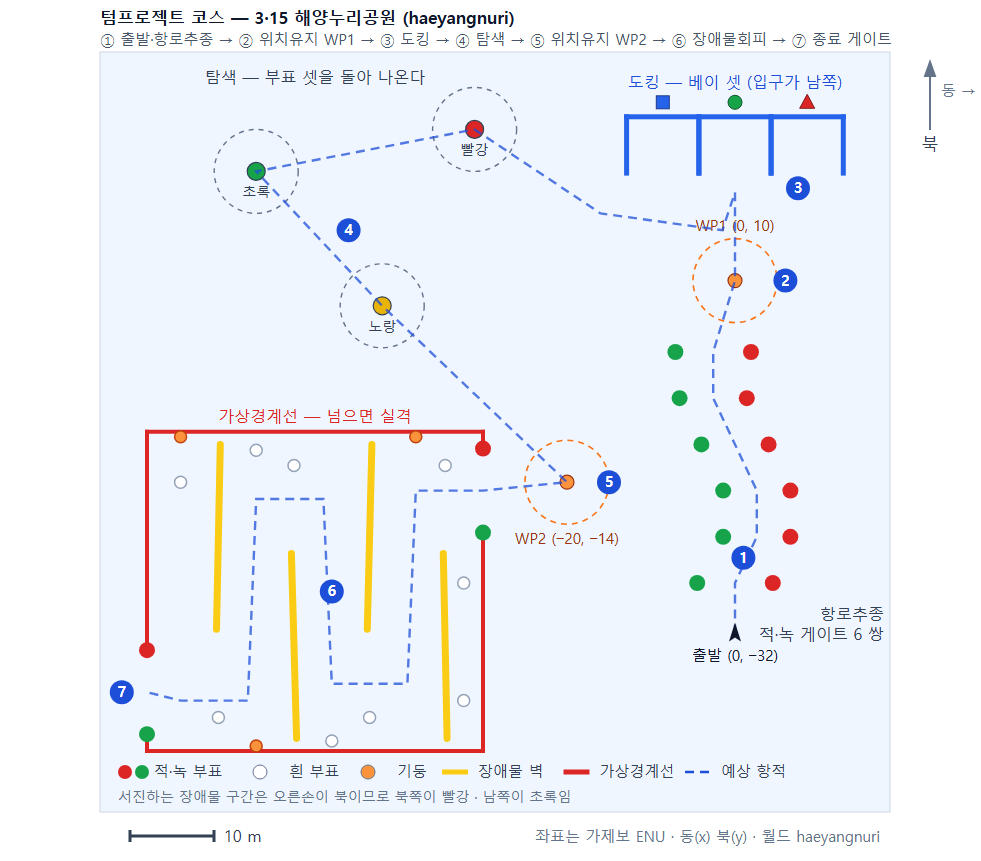 텀프로젝트 코스 — 3·15 해양누리공원 (haeyangnuri)
① 출발·항로추종 → ② 위치유지 WP1 → ③ 도킹 → ④ 탐색 → ⑤ 위치유지 WP2 → ⑥ 장애물회피 → ⑦ 종료 게이트
탐색 — 부표 셋을 돌아 나온다
도킹 — 베이 셋 (입구가 남쪽)
동 →
북
빨강
초록
3
WP1 (0, 10)
4
2
노랑
가상경계선 — 넘으면 실격
5
WP2 (−20, −14)
1
6
항로추종
적·녹 게이트 6 쌍
출발 (0, −32)
7
적·녹 부표
흰 부표
기둥
장애물 벽
가상경계선
예상 항적
서진하는 장애물 구간은 오른손이 북이므로 북쪽이 빨강 · 남쪽이 초록임
10 m
좌표는 가제보 ENU · 동(x) 북(y) · 월드 haeyangnuri